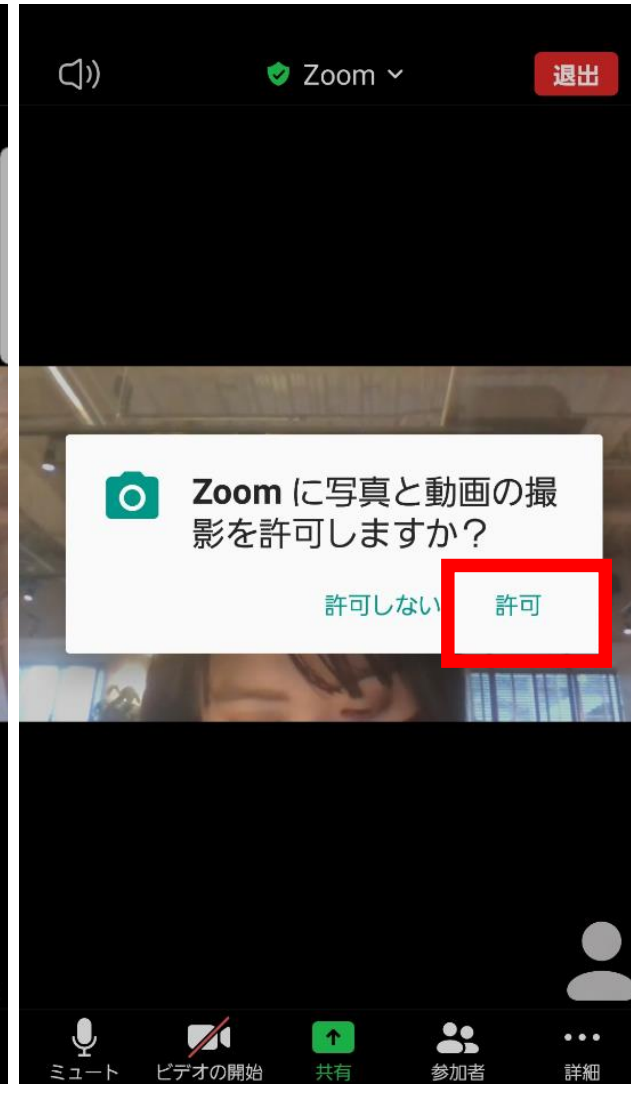 Zoom
退出
Zoom に写真と動画の撮
影を許可しますか？
許可しない
許可
ミュート
ビデオの開始
共有
参加者
詳細